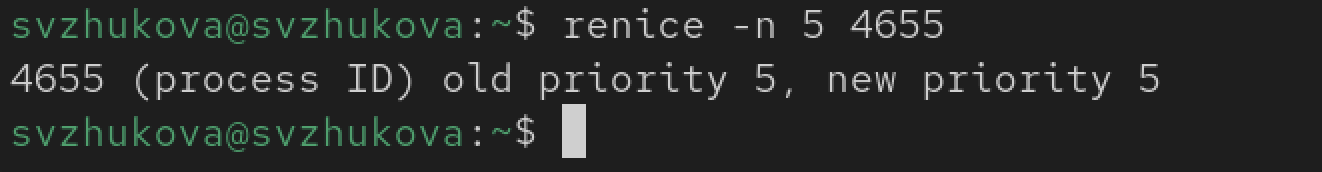 svzhukova@svzhukova:~$ renice -n 5 4655
4655 (process ID) old priority 5, new priority 5
svzhukova@svzhukova:~$